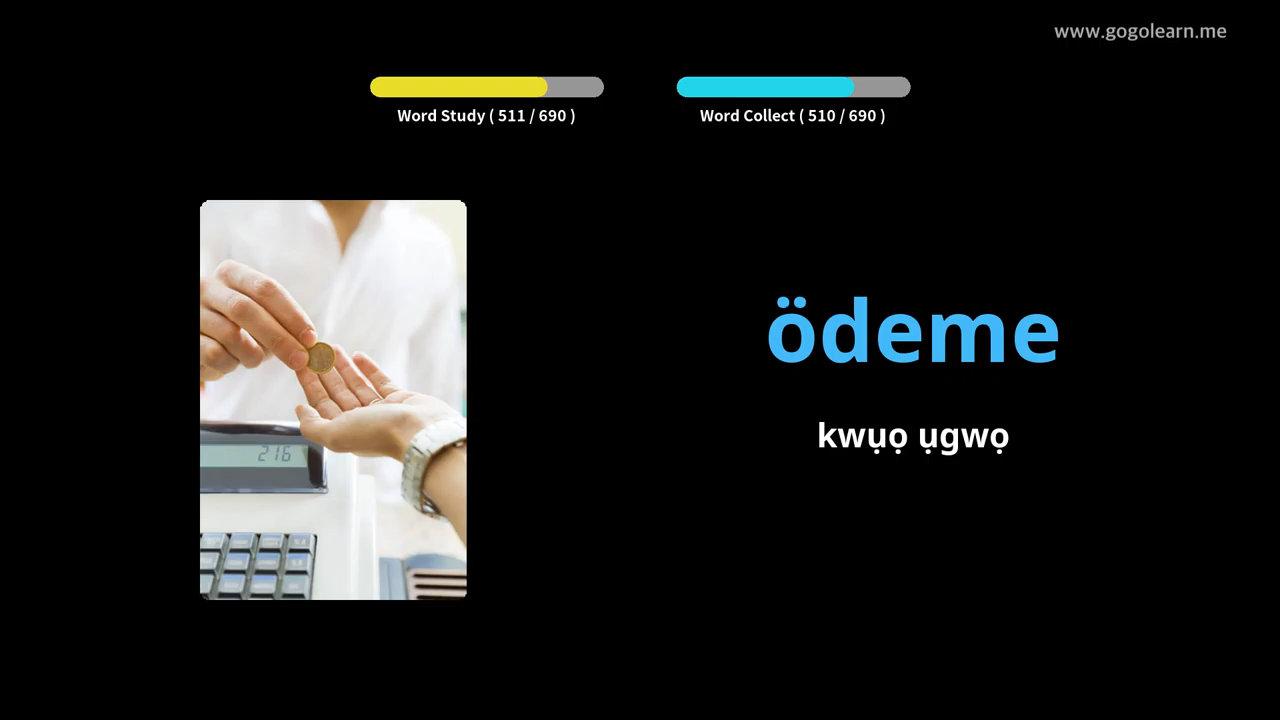 www.gogolearn.me
Word Study ( 511 / 690 )
Word Collect ( 510 / 690 )
ödeme
kwụọ ụgwọ
216